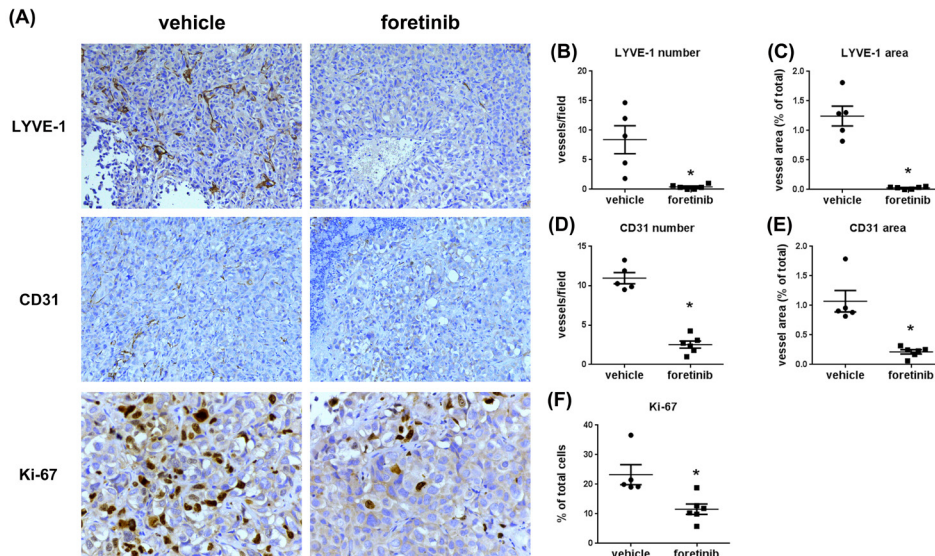 (A)
vehicle
foretinib
LYVE-1
CD31
Ki-67
(B)
LYVE-1 number
vessels/field
20
15
10
5
0
*
vehicle
foretinib
(C)
LYVE-1 area
vessel area (% of total)
2.0
1.5
1.0
0.5
0.0
*
vehicle
foretinib
(D)
CD31 number
vessels/field
15
10
5
0
*
vehicle
foretinib
(E)
CD31 area
vessel area (% of total)
2.0
1.5
1.0
0.5
0.0
*
vehicle
foretinib
(F)
Ki-67
% of total cells
40
30
20
10
0
*
vehicle
foretinib